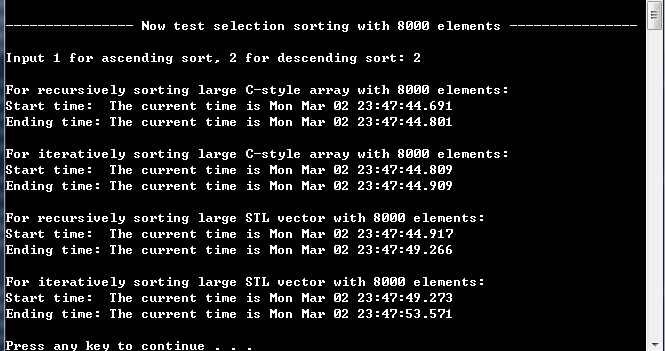 ---------------- Now test selection sorting with 8000 elements ----------------
Input 1 for ascending sort, 2 for descending sort: 2
For recursively sorting large C-style array with 8000 elements:
Start time:  The current time is Mon Mar 02 23:47:44.691
Ending time: The current time is Mon Mar 02 23:47:44.801
For iteratively sorting large C-style array with 8000 elements:
Start time:  The current time is Mon Mar 02 23:47:44.809
Ending time: The current time is Mon Mar 02 23:47:44.909
For recursively sorting large STL vector with 8000 elements:
Start time:  The current time is Mon Mar 02 23:47:44.917
Ending time: The current time is Mon Mar 02 23:47:49.266
For iteratively sorting large STL vector with 8000 elements:
Start time:  The current time is Mon Mar 02 23:47:49.273
Ending time: The current time is Mon Mar 02 23:47:53.571
Press any key to continue . . .